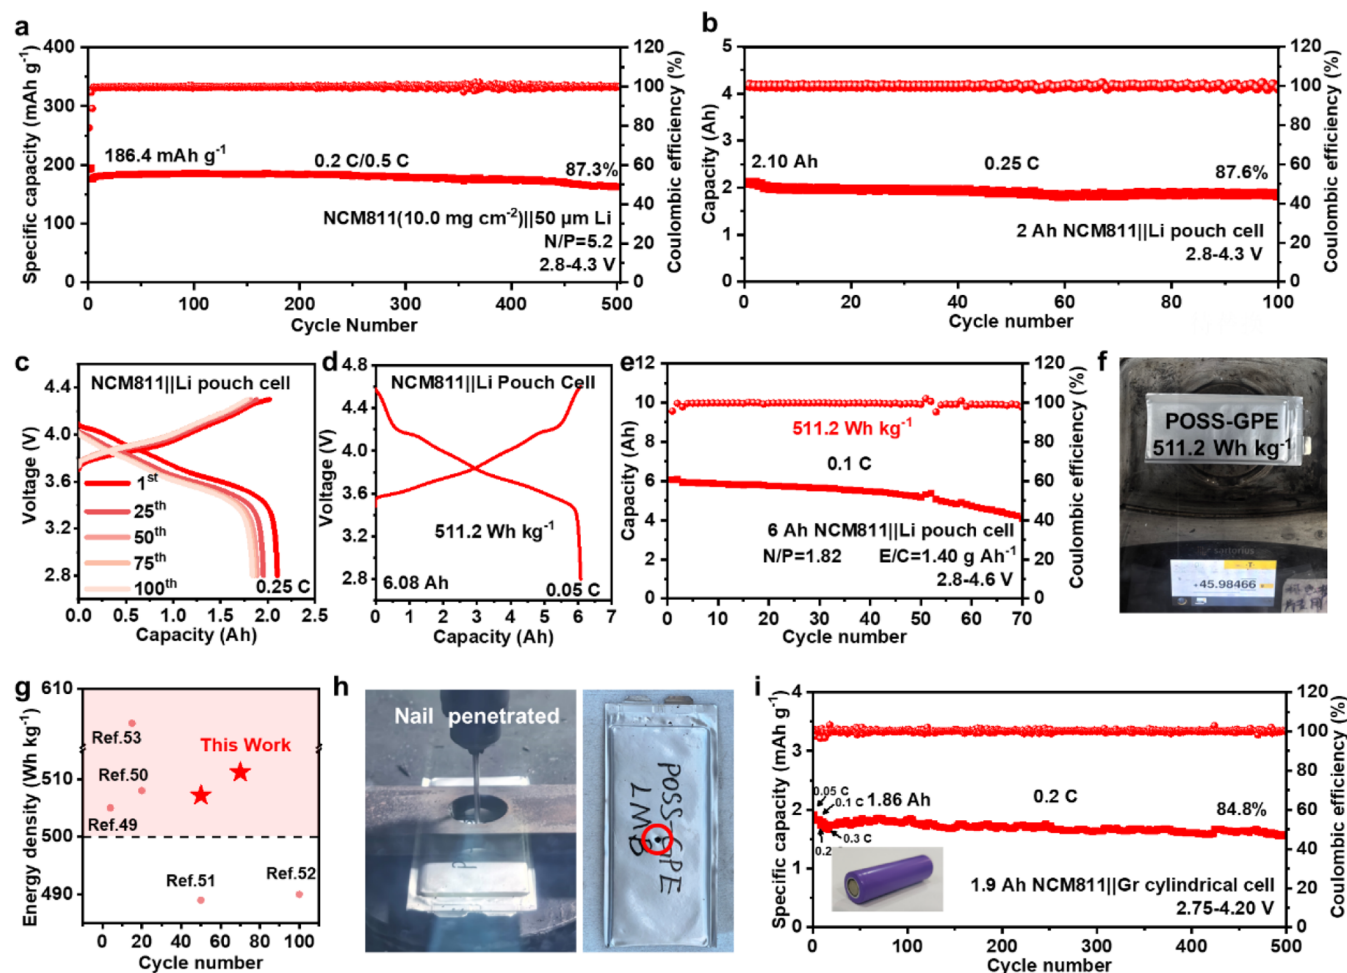 a
Specific capacity (mAh g⁻¹)
400
300
200
100
0
186.4 mAh g⁻¹
0.2 C/0.5 C
87.3%
NCM811(10.0 mg cm⁻²)||50 μm Li
N/P=5.2
2.8-4.3 V
120
100
80
60
40
20
0
Coulombic efficiency (%)
0 100 200 300 400 500
Cycle Number
b
Capacity (Ah)
5
4
3
2
1
0
2.10 Ah
0.25 C
87.6%
2 Ah NCM811||Li pouch cell
2.8-4.3 V
120
100
80
60
40
20
0
Coulombic efficiency (%)
0 20 40 60 80 100
Cycle number
c
Voltage (V)
4.4
4.0
3.6
3.2
2.8
NCM811||Li pouch cell
1st
25th
50th
75th
100th
0.25 C
0.0 0.5 1.0 1.5 2.0 2.5
Capacity (Ah)
d
Voltage (V)
4.8
4.4
4.0
3.6
3.2
2.8
NCM811||Li Pouch Cell
511.2 Wh kg⁻¹
6.08 Ah
0.05 C
0 1 2 3 4 5 6 7
Capacity (Ah)
e
Capacity (Ah)
12
10
8
6
4
2
0
511.2 Wh kg⁻¹
0.1 C
6 Ah NCM811||Li pouch cell
N/P=1.82 E/C=1.40 g Ah⁻¹
2.8-4.6 V
120
100
80
60
40
20
0
Coulombic efficiency (%)
0 10 20 30 40 50 60 70
Cycle number
f
POSS-GPE
511.2 Wh kg⁻¹
sartorius
45.98466
g
Energy density (Wh kg⁻¹)
610
510
500
490
Ref.53
This Work
Ref.50
Ref.49
Ref.51
Ref.52
0 20 40 60 80 100
Cycle number
h
Nail penetrated
POSS-GPE
LMB
i
Specific capacity (mAh g⁻¹)
4
3
2
1
0
0.05 C
0.1 C
1.86 Ah
0.2 C
84.8%
0.3 C
0.2
1.9 Ah NCM811||Gr cylindrical cell
2.75-4.20 V
120
100
80
60
40
20
0
Coulombic efficiency (%)
0 100 200 300 400 500
Cycle number